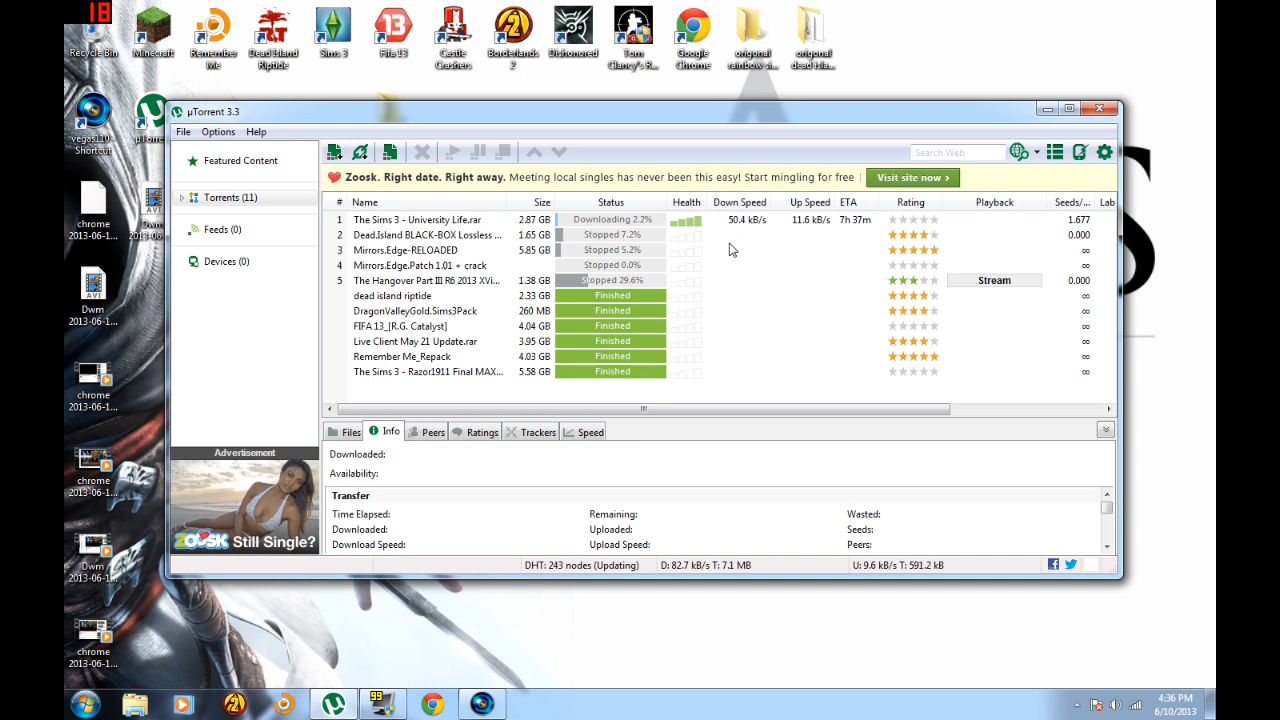 18
Recycle Bin
Minecraft
Remember Me
Dead Island Riptide
Sims 3
13
Fifa 13
Castle Crashers
Borderlands 2
Dishonored
Tom Clancy's R...
Google Chrome
origonal rainbow si...
origonal dead isla...
vegas110 Shortcut
chrome 2013-06-1...
AVI
Dwm 2013-06-1...
chrome 2013-06-1...
chrome 2013-06-1...
Dwm 2013-06-1...
chrome 2013-06-1...
µTorrent 3.3
File Options Help
Featured Content
Torrents (11)
Feeds (0)
Devices (0)
Search Web
Zoosk. Right date. Right away. Meeting local singles has never been this easy! Start mingling for free
Visit site now ›
# Name Size Status Health Down Speed Up Speed ETA Rating Playback Seeds/... Lab
1 The Sims 3 - University Life.rar 2.87 GB Downloading 2.2% 50.4 kB/s 11.6 kB/s 7h 37m 1.677
2 Dead.Island BLACK-BOX Lossless ... 1.65 GB Stopped 7.2% 0.000
3 Mirrors.Edge-RELOADED 5.85 GB Stopped 5.2% ∞
4 Mirrors.Edge.Patch 1.01 + crack Stopped 0.0% ∞
5 The Hangover Part III R6 2013 XVi... 1.38 GB Stopped 29.6% Stream 0.000
dead island riptide 2.33 GB Finished ∞
DragonValleyGold.Sims3Pack 260 MB Finished ∞
FIFA 13_[R.G. Catalyst] 4.04 GB Finished ∞
Live Client May 21 Update.rar 3.95 GB Finished ∞
Remember Me_Repack 4.03 GB Finished ∞
The Sims 3 - Razor1911 Final MAX... 5.58 GB Finished ∞
Files Info Peers Ratings Trackers Speed
Downloaded:
Availability:
Transfer
Time Elapsed: Remaining: Wasted:
Downloaded: Uploaded: Seeds:
Download Speed: Upload Speed: Peers:
Advertisement
zoosk Still Single?
DHT: 243 nodes (Updating) D: 82.7 kB/s T: 7.1 MB U: 9.6 kB/s T: 591.2 kB
99
4:36 PM
6/10/2013